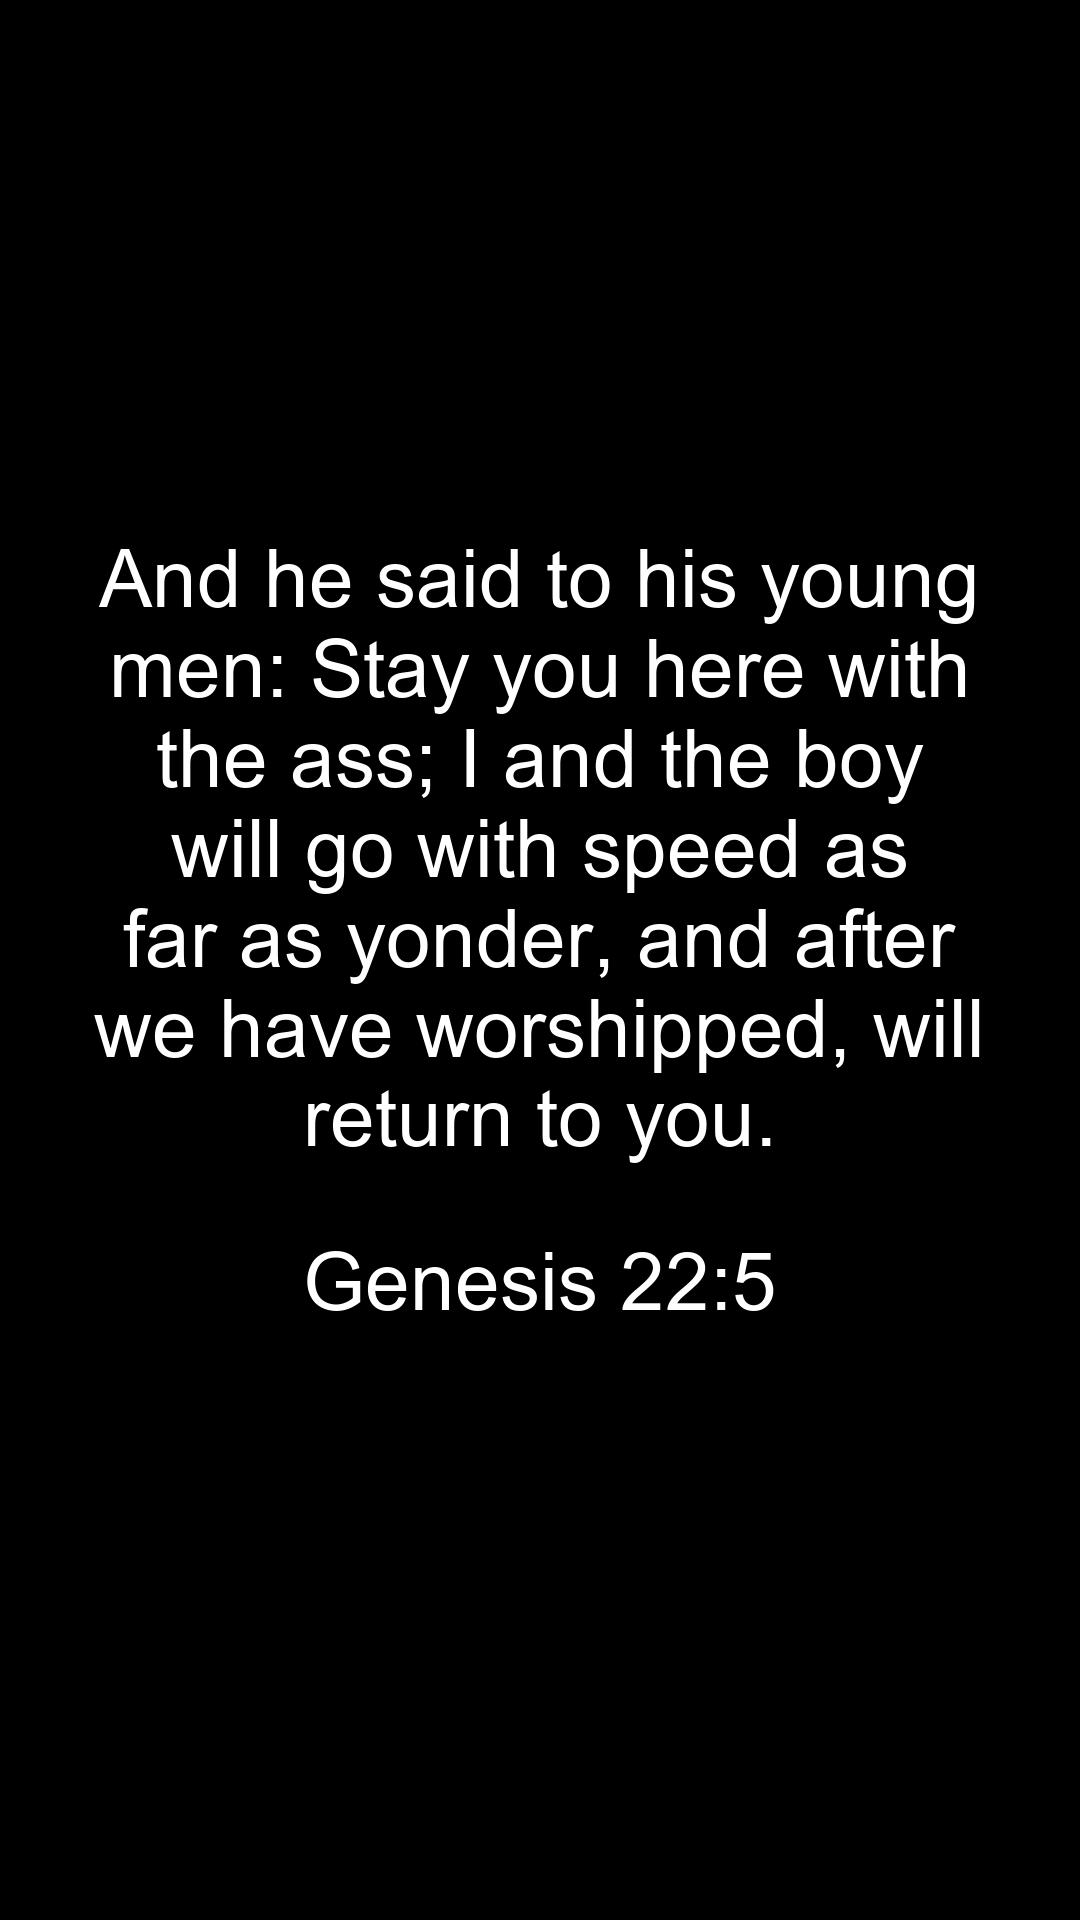 And he said to his young
men: Stay you here with
the ass; I and the boy
will go with speed as
far as yonder, and after
we have worshipped, will
return to you.
Genesis 22:5